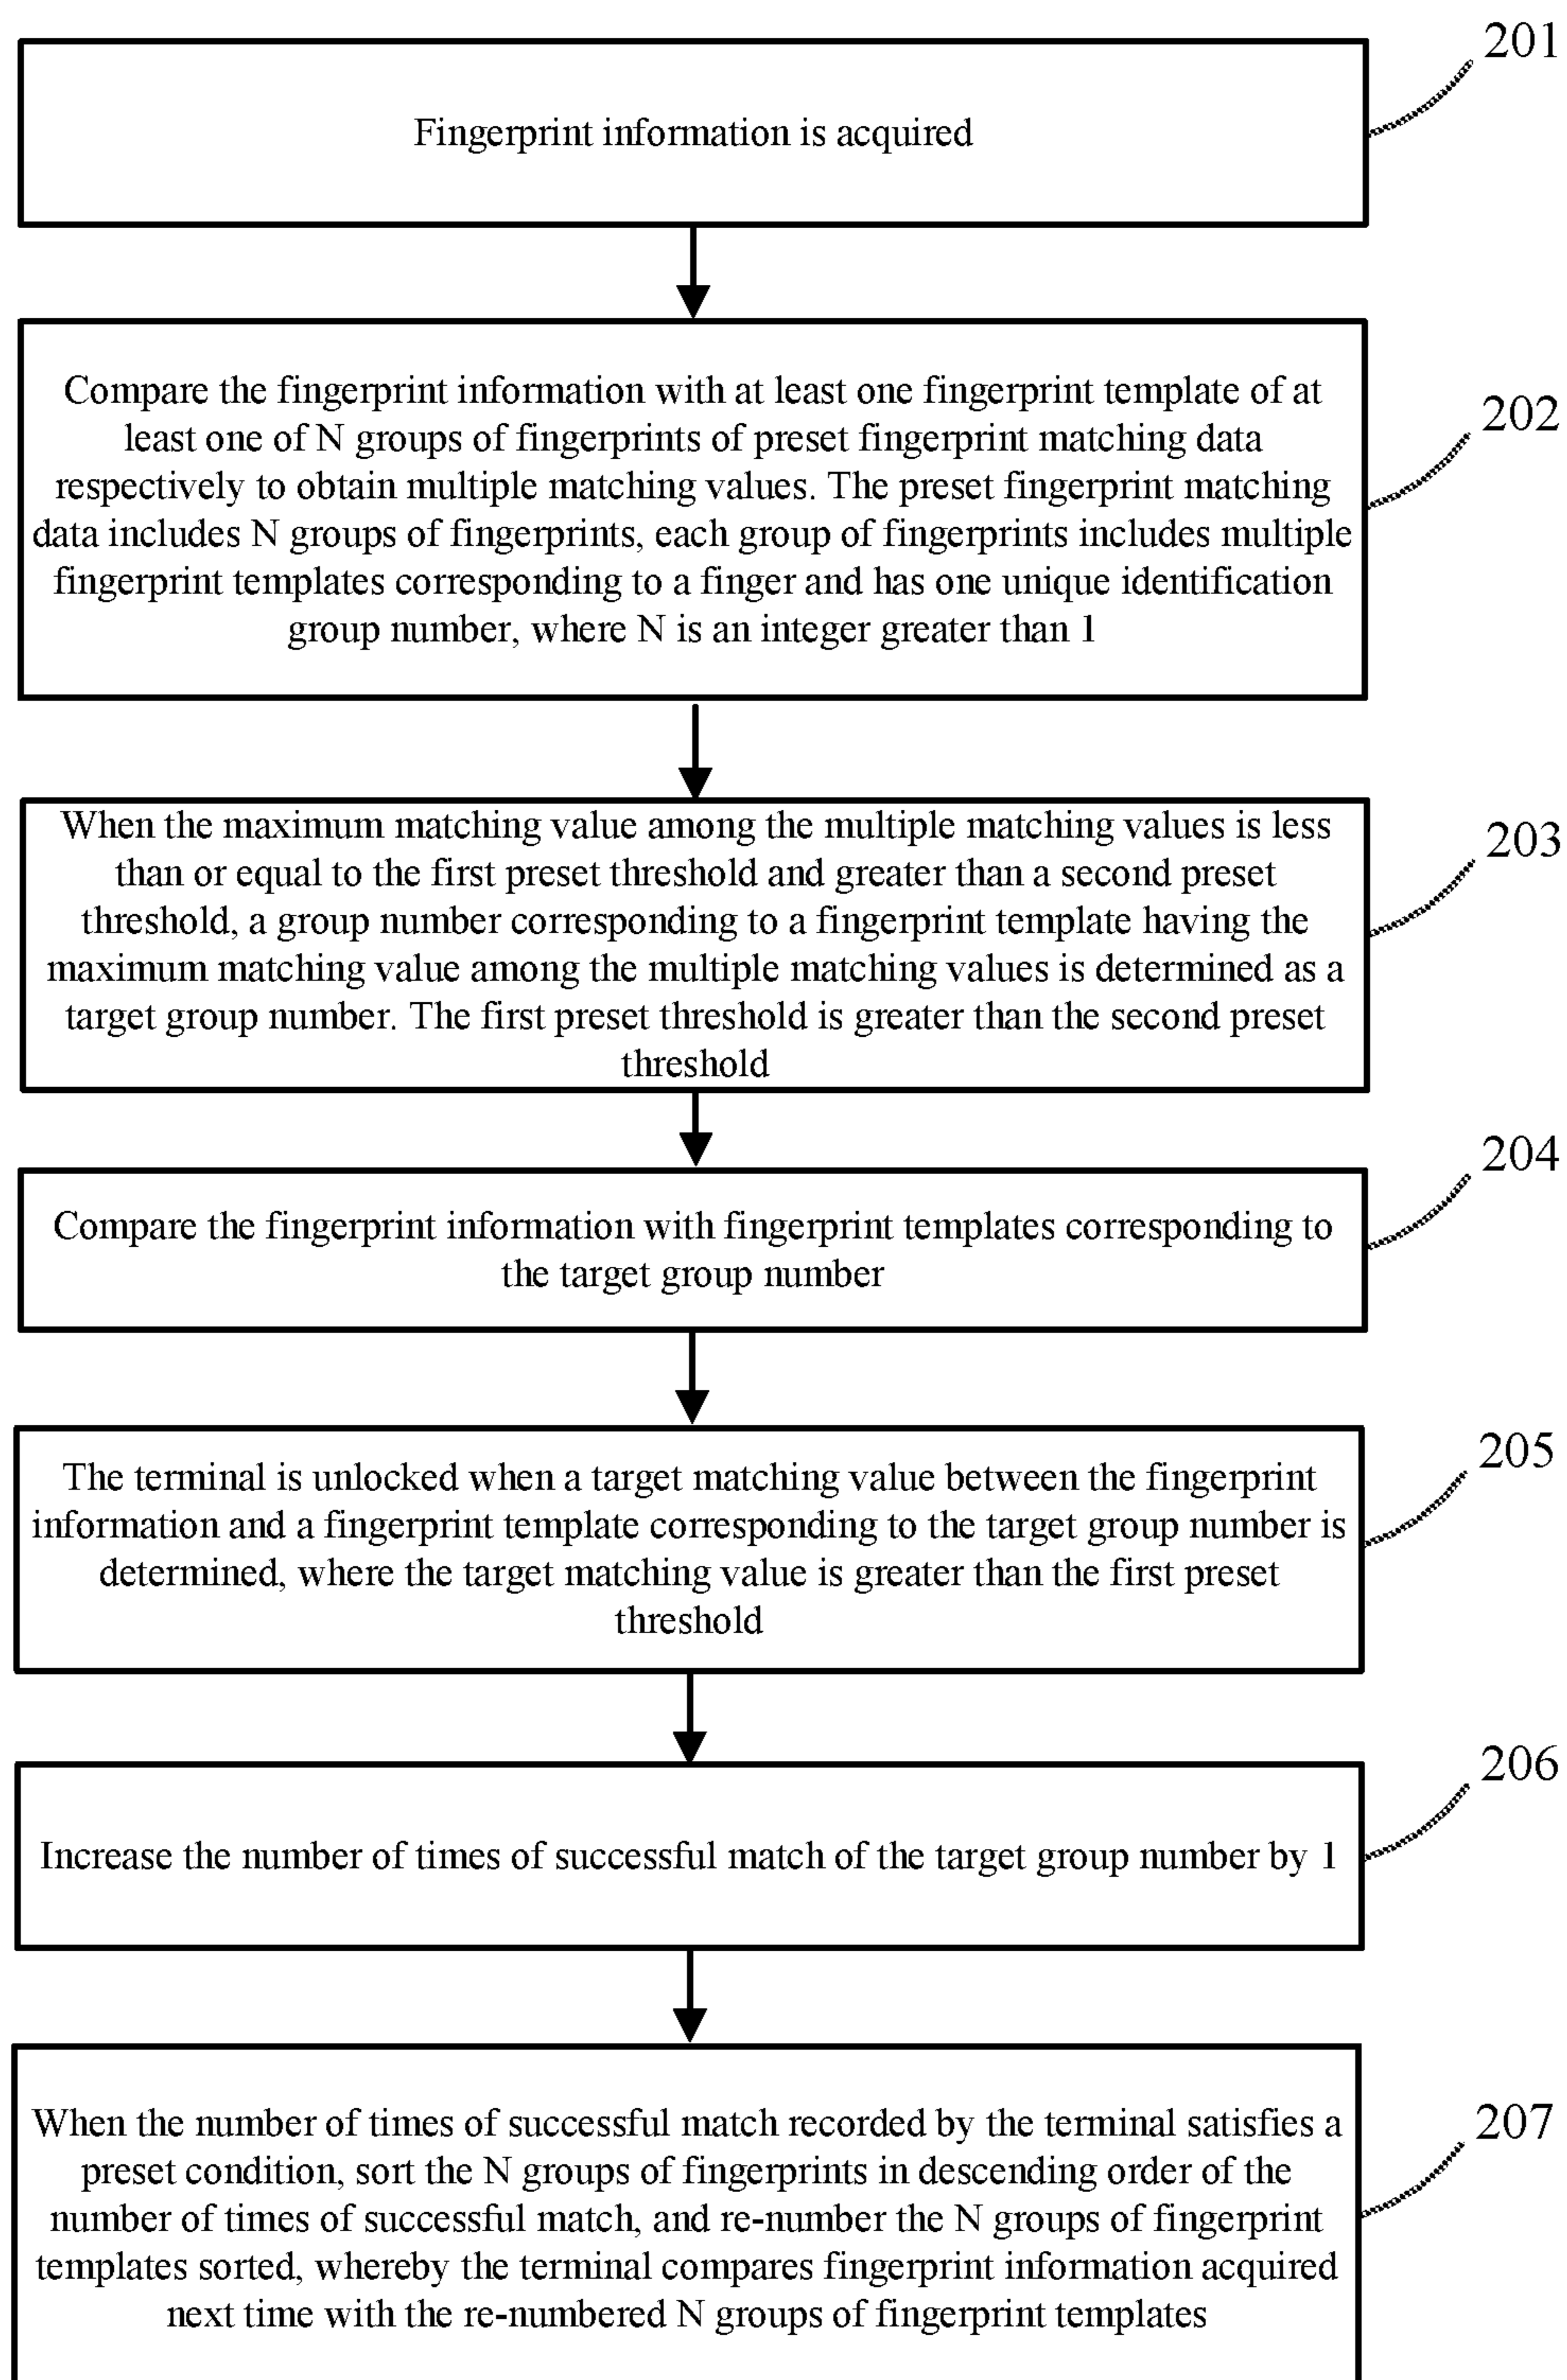 201
Fingerprint information is acquired
Compare the fingerprint information with at least one fingerprint template of at
least one of N groups of fingerprints of preset fingerprint matching data
respectively to obtain multiple matching values. The preset fingerprint matching
data includes N groups of fingerprints, each group of fingerprints includes multiple
fingerprint templates corresponding to a finger and has one unique identification
group number, where N is an integer greater than 1
202
When the maximum matching value among the multiple matching values is less
than or equal to the first preset threshold and greater than a second preset
threshold, a group number corresponding to a fingerprint template having the
maximum matching value among the multiple matching values is determined as a
target group number. The first preset threshold is greater than the second preset
threshold
203
Compare the fingerprint information with fingerprint templates corresponding to
the target group number
204
The terminal is unlocked when a target matching value between the fingerprint
information and a fingerprint template corresponding to the target group number is
determined, where the target matching value is greater than the first preset
threshold
205
Increase the number of times of successful match of the target group number by 1
206
When the number of times of successful match recorded by the terminal satisfies a
preset condition, sort the N groups of fingerprints in descending order of the
number of times of successful match, and re-number the N groups of fingerprint
templates sorted, whereby the terminal compares fingerprint information acquired
next time with the re-numbered N groups of fingerprint templates
207